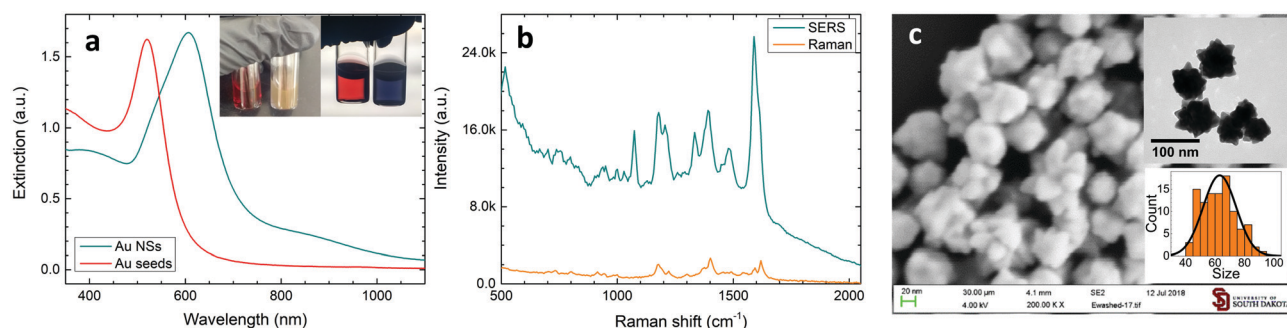 a
Extinction (a.u.)
1.5
1.0
0.5
0.0
Au NSs
Au seeds
400
600
800
1000
Wavelength (nm)
b
SERS
Raman
Intensity (a.u.)
24.0k
16.0k
8.0k
0.0
500
1000
1500
2000
Raman shift (cm⁻¹)
c
100 nm
Count
15
10
5
0
40
60
80
100
Size
20 nm
30.00 µm
4.1 mm
SE2
12 Jul 2018
4.00 kV
200.00 K X
Ewashed-17.tif
UNIVERSITY OF
SOUTH DAKOTA